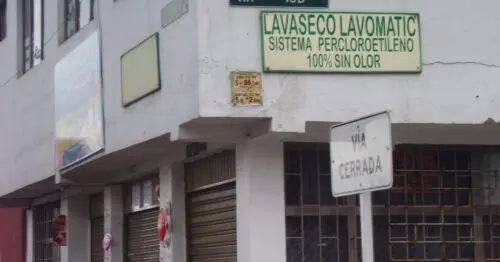 LAVASECO LAVOMATIC
SISTEMA PERCLOROETILENO
100% SIN OLOR
VIA
CERRADA